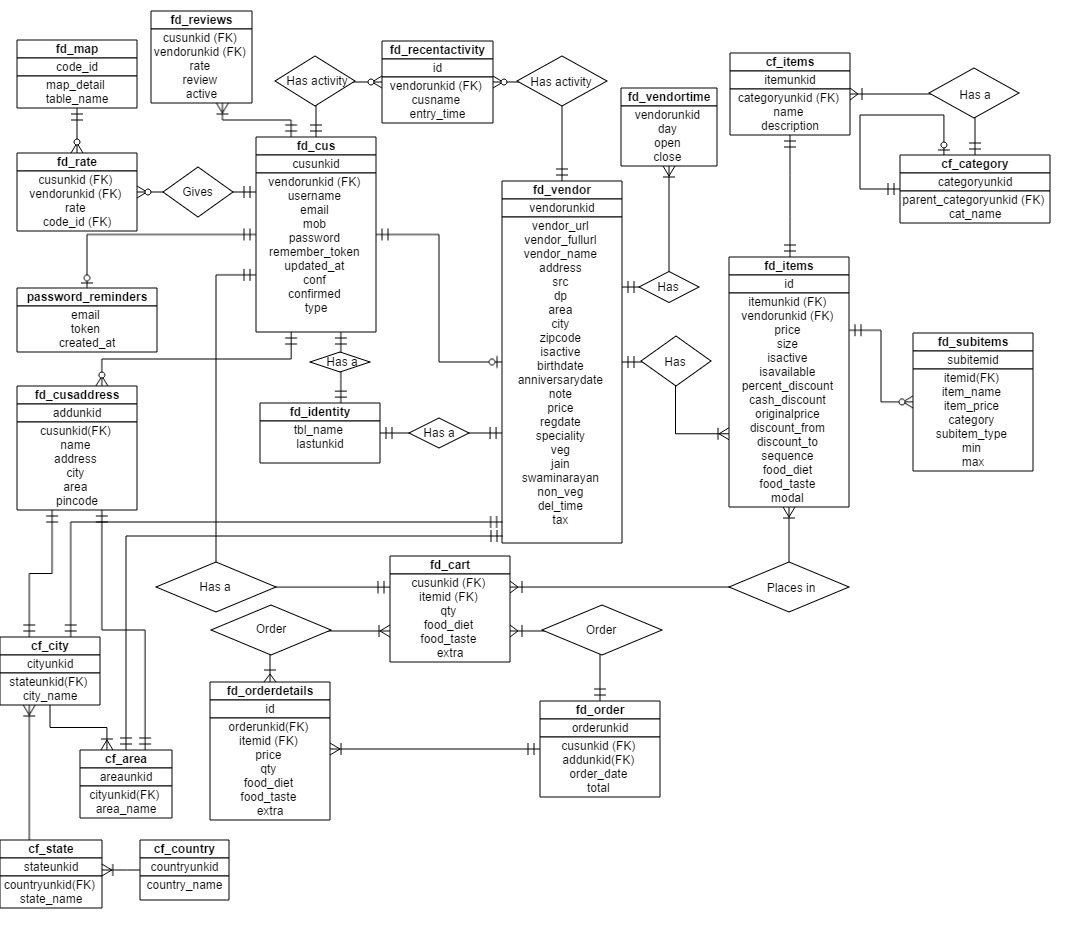 fd_reviews
cusunkid (FK)
vendorunkid (FK)
rate
review
active
fd_map
code_id
map_detail
table_name
Has activity
fd_recentactivity
id
vendorunkid (FK)
cusname
entry_time
Has activity
fd_vendortime
vendorunkid
day
open
close
cf_items
itemunkid
categoryunkid (FK)
name
description
Has a
cf_category
categoryunkid
parent_categoryunkid (FK)
cat_name
fd_rate
cusunkid (FK)
vendorunkid (FK)
rate
code_id (FK)
Gives
fd_cus
cusunkid
vendorunkid (FK)
username
email
mob
password
remember_token
updated_at
conf
confirmed
type
fd_vendor
vendorunkid
vendor_url
vendor_fullurl
vendor_name
address
src
dp
area
city
zipcode
isactive
birthdate
anniversarydate
note
price
regdate
speciality
veg
jain
swaminarayan
non_veg
del_time
tax
Has
Has
fd_items
id
itemunkid (FK)
vendorunkid (FK)
price
size
isactive
isavailable
percent_discount
cash_discount
originalprice
discount_from
discount_to
sequence
food_diet
food_taste
modal
fd_subitems
subitemid
itemid(FK)
item_name
item_price
category
subitem_type
min
max
password_reminders
email
token
created_at
Has a
fd_cusaddress
addunkid
cusunkid(FK)
name
address
city
area
pincode
fd_identity
tbl_name
lastunkid
Has a
Has a
fd_cart
cusunkid (FK)
itemid (FK)
qty
food_diet
food_taste
extra
Places in
Order
Order
cf_city
cityunkid
stateunkid(FK)
city_name
fd_orderdetails
id
orderunkid(FK)
itemid (FK)
price
qty
food_diet
food_taste
extra
fd_order
orderunkid
cusunkid (FK)
addunkid(FK)
order_date
total
cf_area
areaunkid
cityunkid(FK)
area_name
cf_state
stateunkid
countryunkid(FK)
state_name
cf_country
countryunkid
country_name